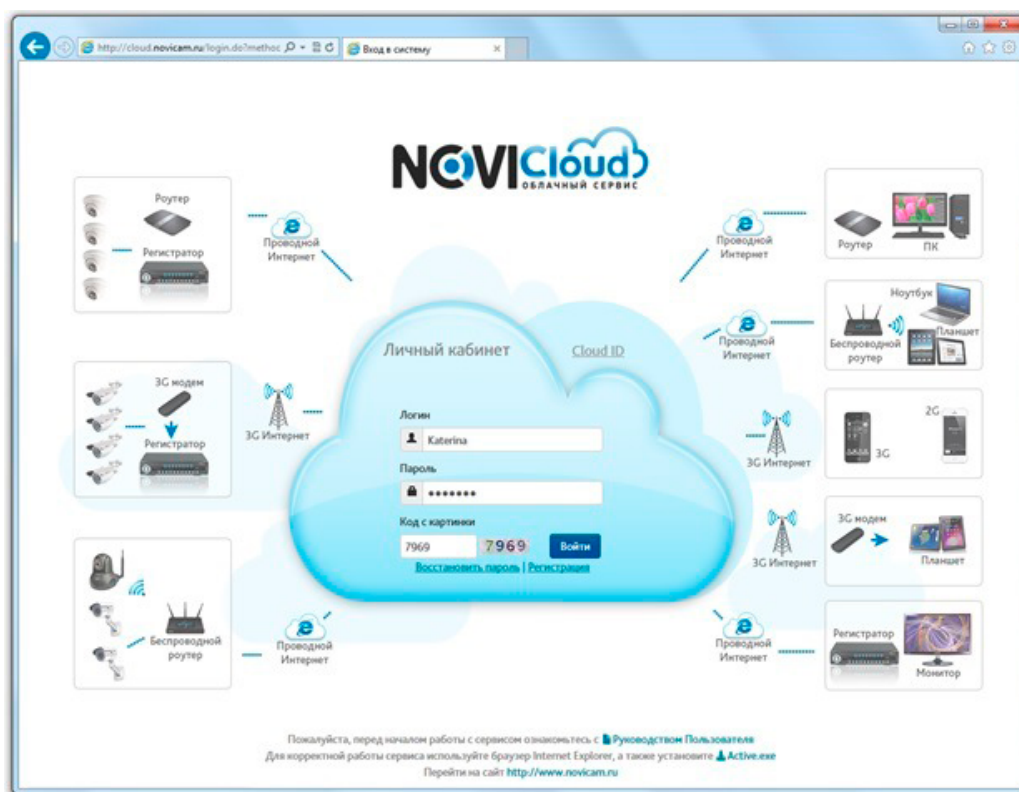 http://cloud.novicam.ru/login.do?methoc
Вход в систему
NOVICloud
ОБЛАЧНЫЙ СЕРВИС
Роутер
Регистратор
Проводной
Интернет
3G модем
Регистратор
3G Интернет
Беспроводной
роутер
Проводной
Интернет
Личный кабинет
Cloud ID
Логин
Katerina
Пароль
•••••••
Код с картинки
7969
7969
Войти
Восстановить пароль | Регистрация
Проводной
Интернет
Роутер
ПК
Проводной
Интернет
Ноутбук
Планшет
Беспроводной
роутер
3G Интернет
2G
3G
3G Интернет
3G модем
Планшет
Проводной
Интернет
Регистратор
Монитор
Пожалуйста, перед началом работы с сервисом ознакомьтесь с Руководством Пользователя
Для корректной работы сервиса используйте браузер Internet Explorer, а также установите Active.exe
Перейти на сайт http://www.novicam.ru